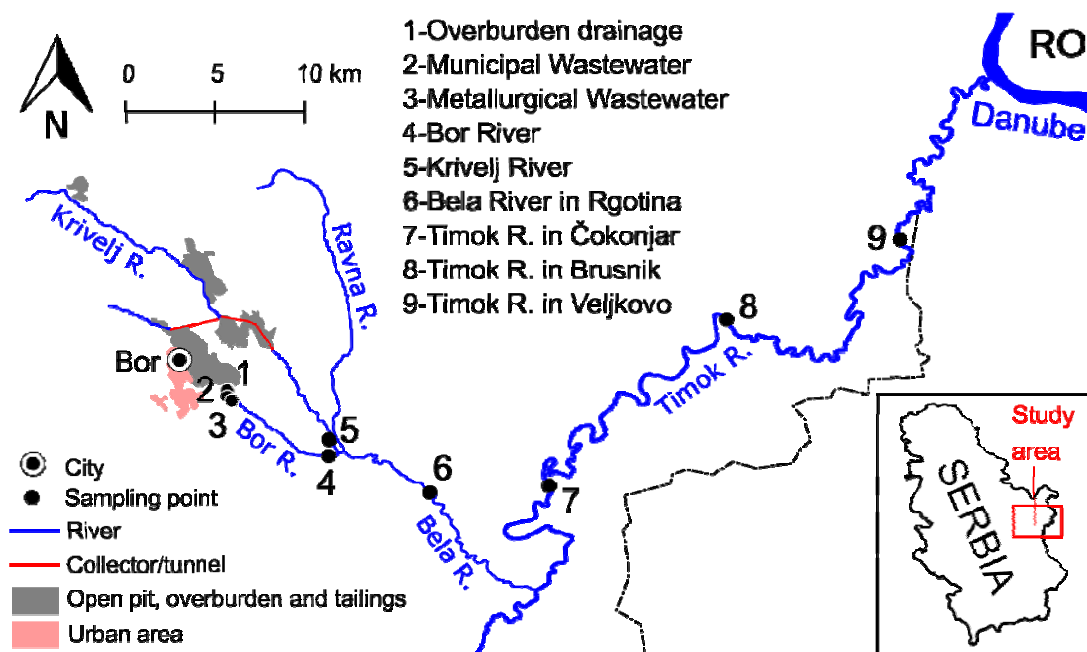 1-Overburden drainage
2-Municipal Wastewater
3-Metallurgical Wastewater
4-Bor River
5-Krivelj River
6-Bela River in Rgotina
7-Timok R. in Čokonjar
8-Timok R. in Brusnik
9-Timok R. in Veljkovo
0 5 10 km
N
RO
Danube
Krivelj R.
Ravna R.
Bor
1
2
3
Bor R.
5
4
6
Bela R.
7
8
Timok R.
9
City
Sampling point
River
Collector/tunnel
Open pit, overburden and tailings
Urban area
Study
area
SERBIA